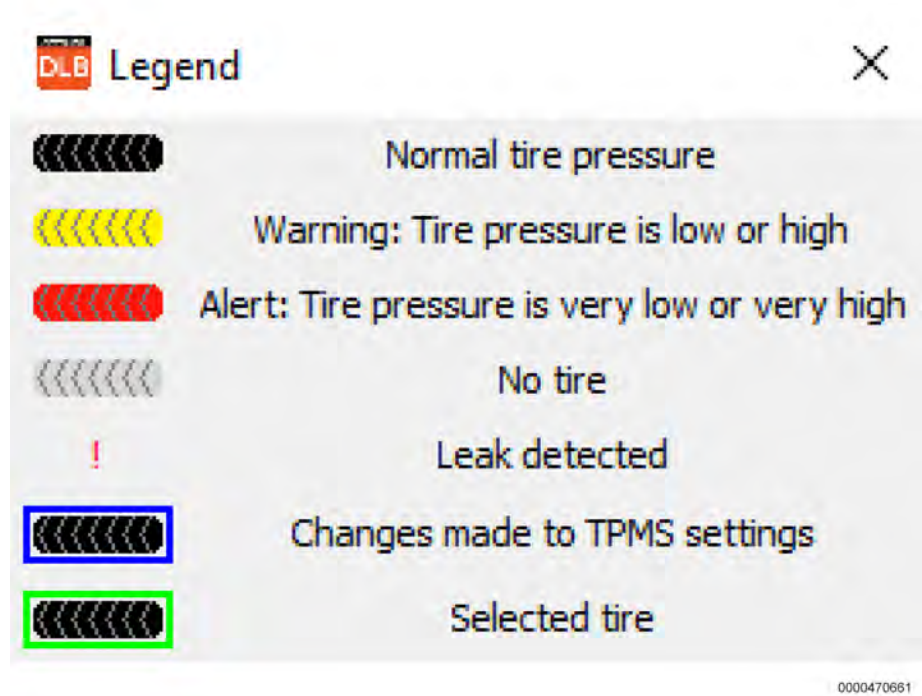 DLB Legend
Normal tire pressure
Warning: Tire pressure is low or high
Alert: Tire pressure is very low or very high
No tire
! Leak detected
Changes made to TPMS settings
Selected tire
0000470661